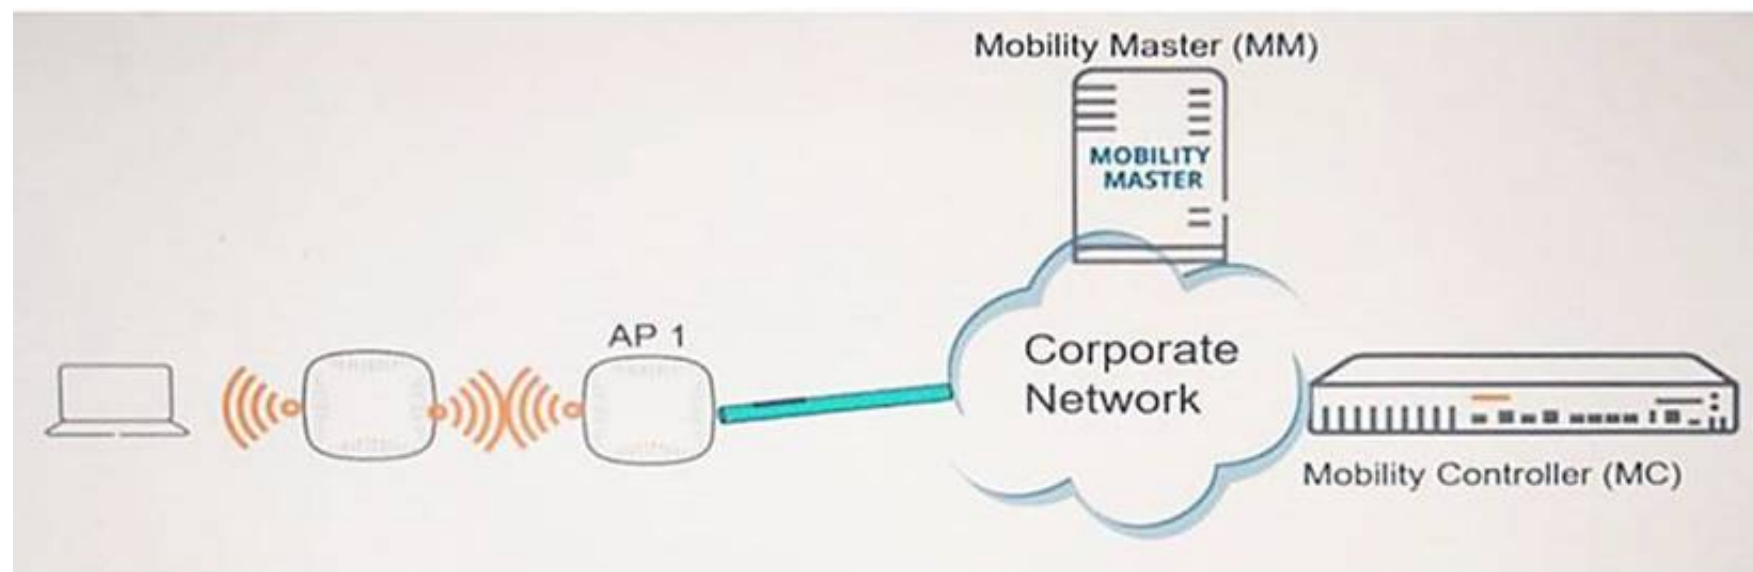 Mobility Master (MM)
MOBILITY
MASTER
AP 1
Corporate
Network
Mobility Controller (MC)